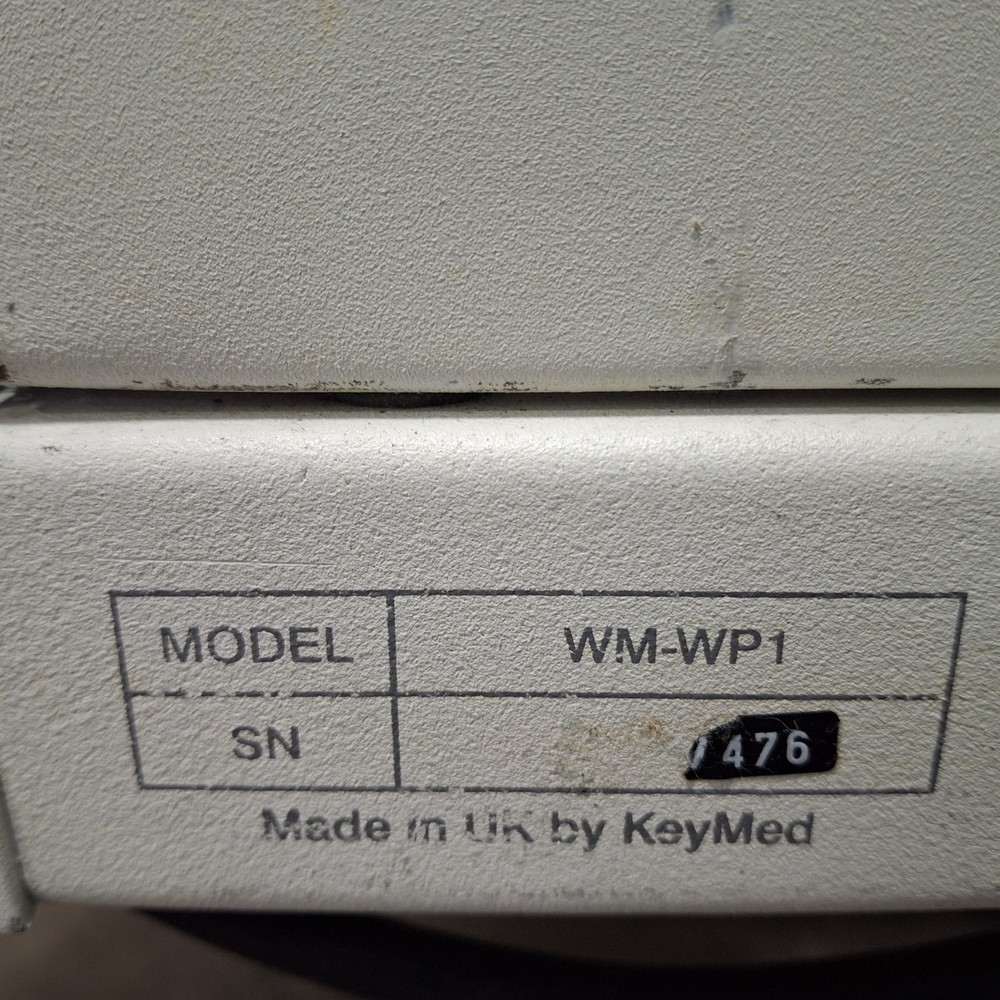 MODEL WM-WP1
SN 476
Made in UK by KeyMed